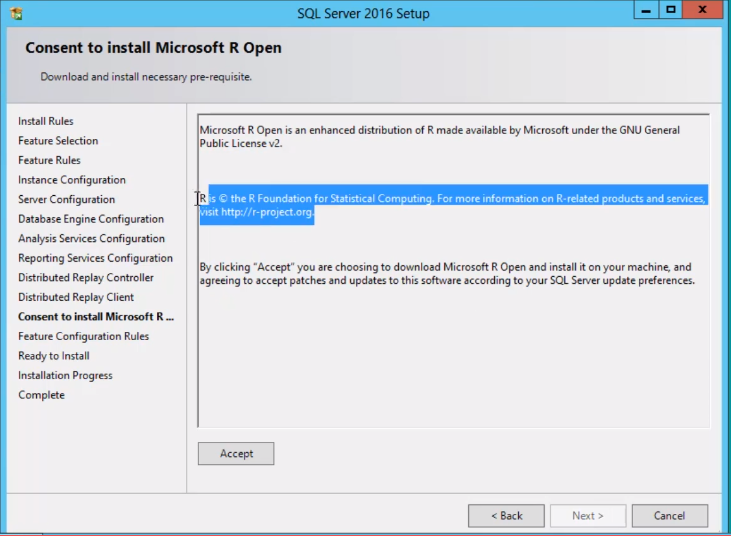 SQL Server 2016 Setup
Consent to install Microsoft R Open
Download and install necessary pre-requisite.
Install Rules
Feature Selection
Feature Rules
Instance Configuration
Server Configuration
Database Engine Configuration
Analysis Services Configuration
Reporting Services Configuration
Distributed Replay Controller
Distributed Replay Client
Consent to install Microsoft R ...
Feature Configuration Rules
Ready to Install
Installation Progress
Complete
Microsoft R Open is an enhanced distribution of R made available by Microsoft under the GNU General
Public License v2.
R is © the R Foundation for Statistical Computing. For more information on R-related products and services,
visit http://r-project.org.
By clicking "Accept" you are choosing to download Microsoft R Open and install it on your machine, and
agreeing to accept patches and updates to this software according to your SQL Server update preferences.
Accept
< Back
Next >
Cancel